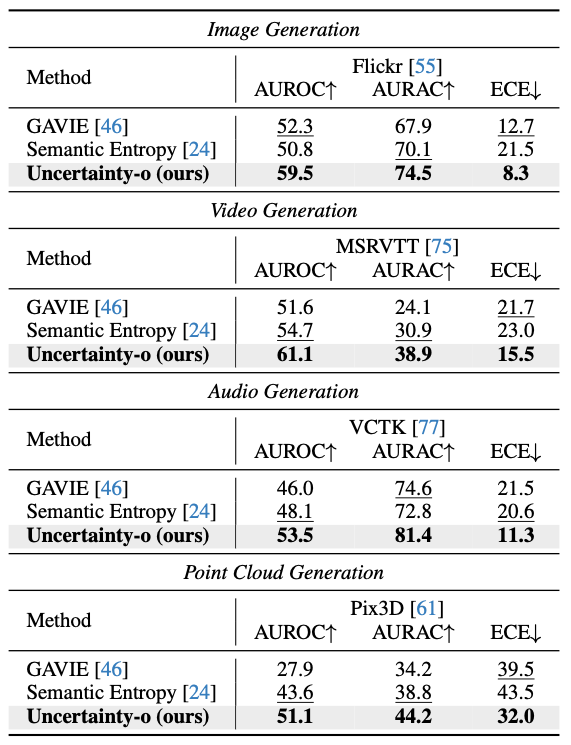 Image Generation
Method
Flickr [55]
AUROC↑ AURAC↑ ECE↓
GAVIE [46] 52.3 67.9 12.7
Semantic Entropy [24] 50.8 70.1 21.5
Uncertainty-o (ours) 59.5 74.5 8.3
Video Generation
Method
MSRVTT [75]
AUROC↑ AURAC↑ ECE↓
GAVIE [46] 51.6 24.1 21.7
Semantic Entropy [24] 54.7 30.9 23.0
Uncertainty-o (ours) 61.1 38.9 15.5
Audio Generation
Method
VCTK [77]
AUROC↑ AURAC↑ ECE↓
GAVIE [46] 46.0 74.6 21.5
Semantic Entropy [24] 48.1 72.8 20.6
Uncertainty-o (ours) 53.5 81.4 11.3
Point Cloud Generation
Method
Pix3D [61]
AUROC↑ AURAC↑ ECE↓
GAVIE [46] 27.9 34.2 39.5
Semantic Entropy [24] 43.6 38.8 43.5
Uncertainty-o (ours) 51.1 44.2 32.0